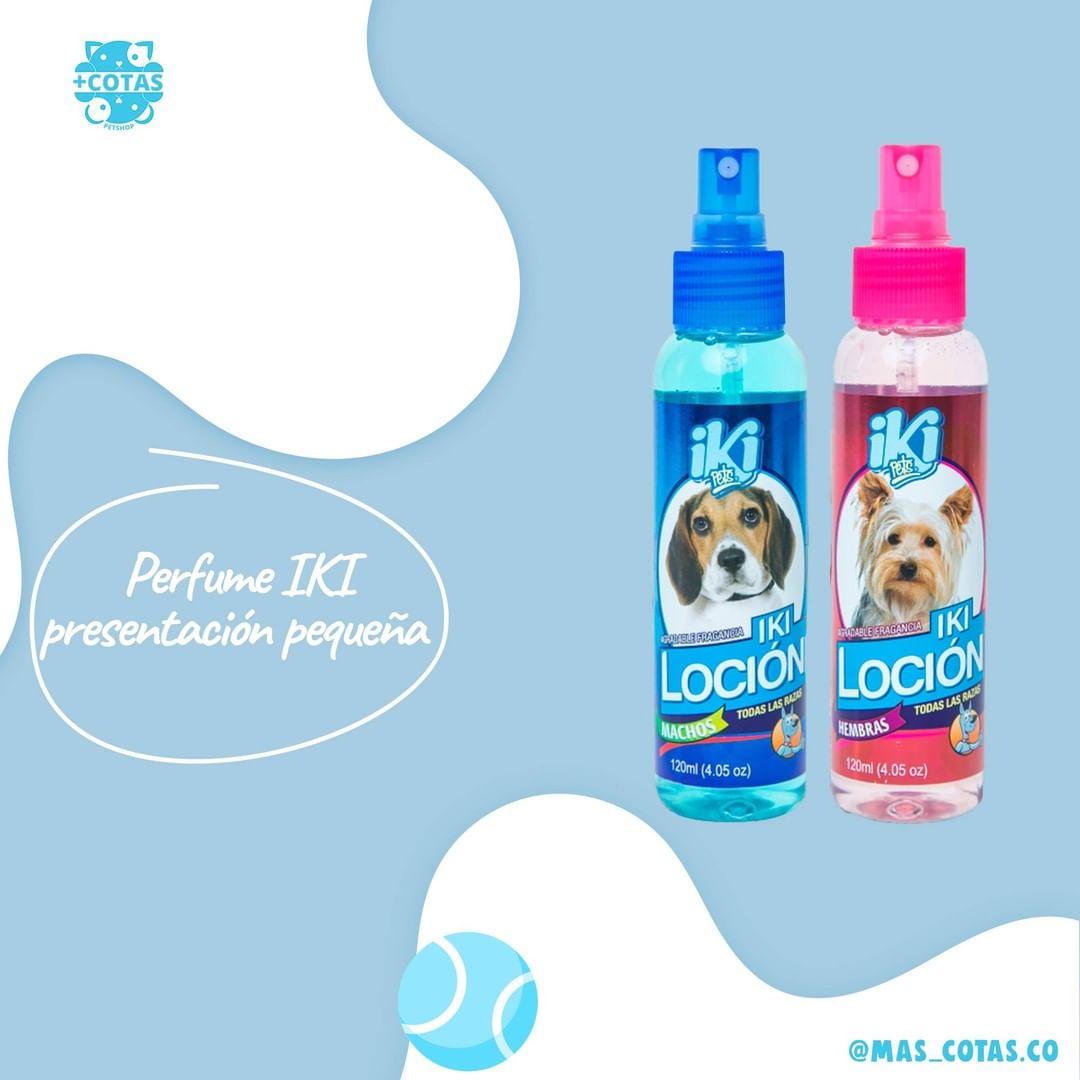 +COTAS
PETSHOP
Perfume IKI
presentación pequeña
iKi
Pets
AGRADABLE FRAGANCIA
IKI
LOCIÓN
TODAS LAS RAZAS
MACHOS
120ml (4.05 oz)
iKi
Pets
AGRADABLE FRAGANCIA
IKI
LOCIÓN
TODAS LAS RAZAS
HEMBRAS
120ml (4.05 oz)
@MAS_COTAS.CO